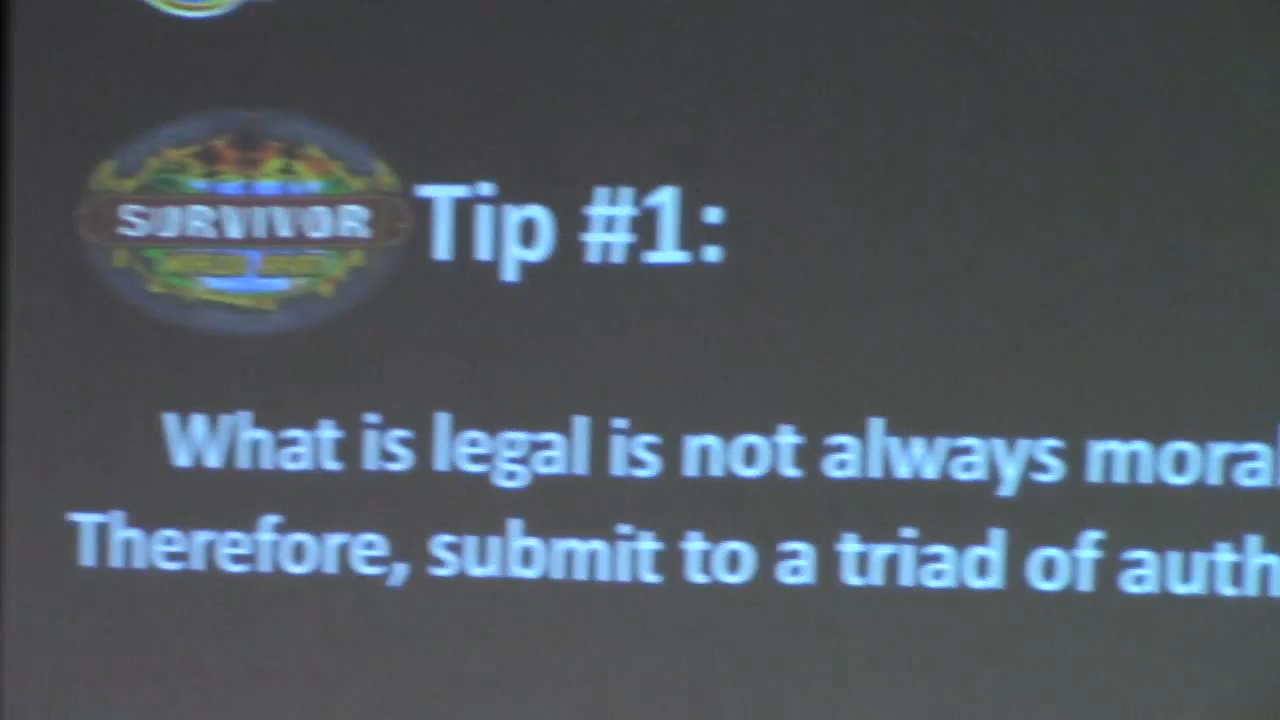 SURVIVOR
Tip #1:
What is legal is not always moral
Therefore, submit to a triad of auth